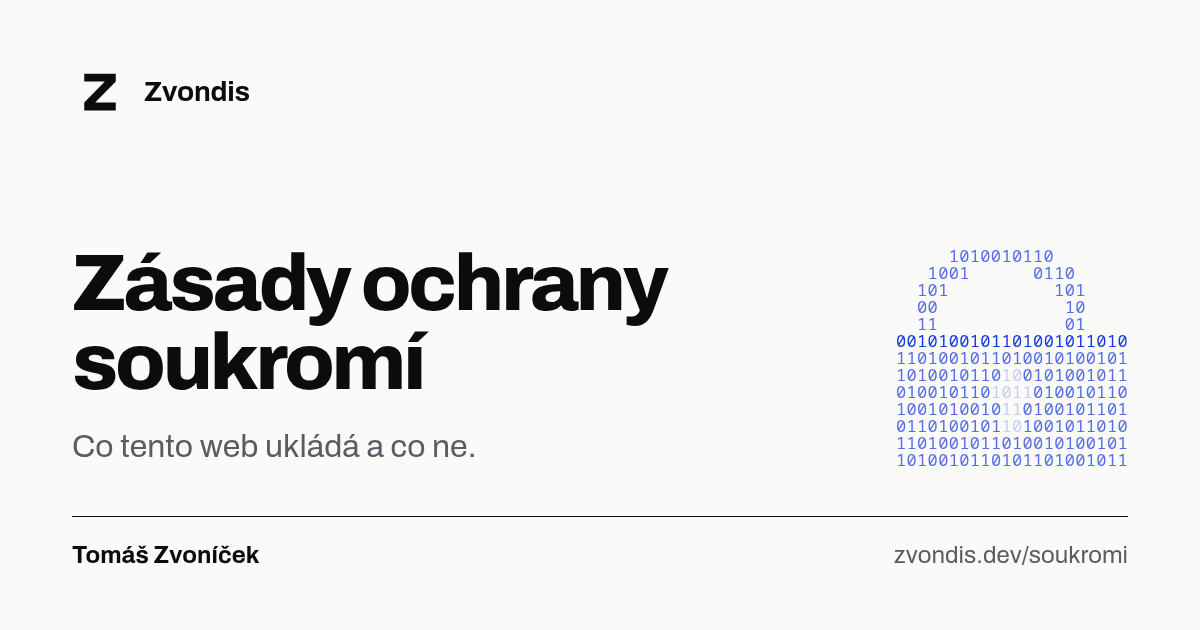 Z Zvondis
Zásady ochrany
soukromí
Co tento web ukládá a co ne.
1010010110
1001 0110
101 101
00 10
11 01
0010100101101001011010
1101001011010010100101
1010010110100101001011
0100101101011010010110
1001010010110100101101
0110100101101001011010
1101001011010010100101
1010010110101101001011
Tomáš Zvoníček
zvondis.dev/soukromi